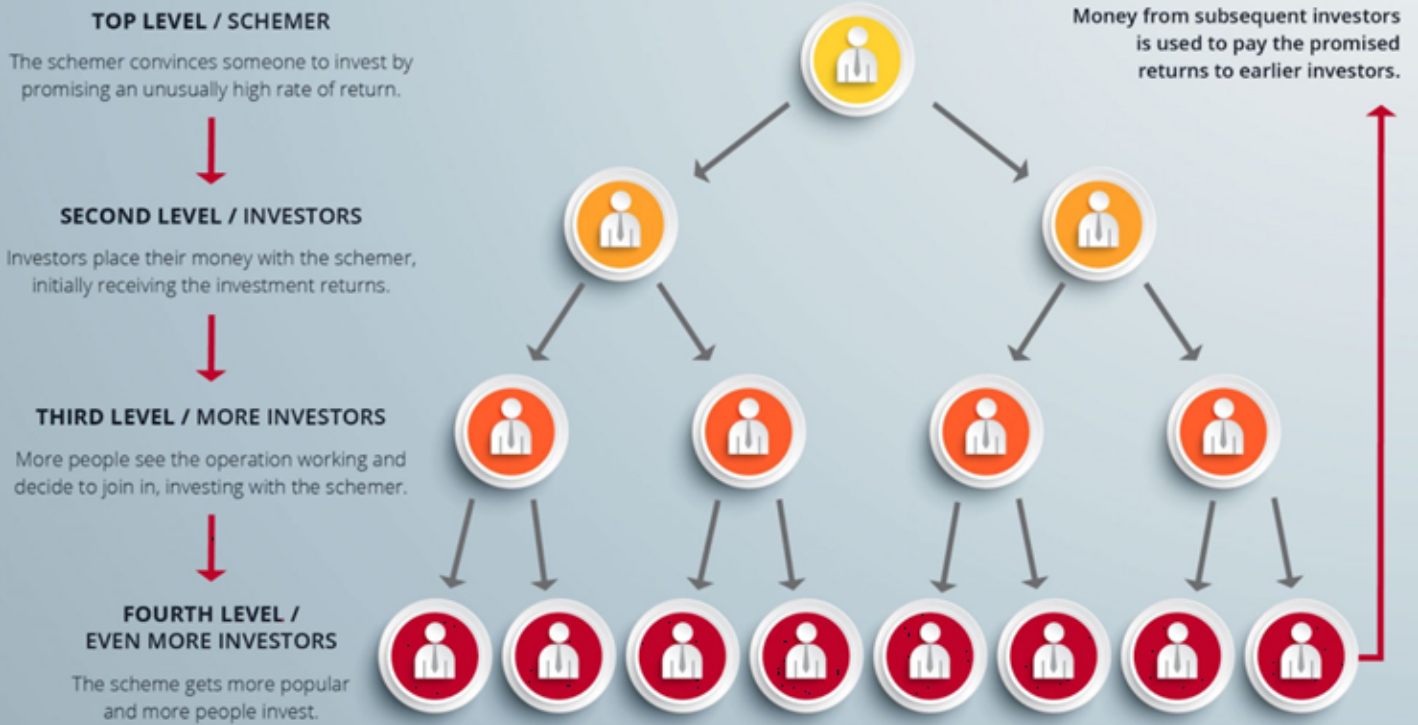 TOP LEVEL / SCHEMER
The schemer convinces someone to invest by
promising an unusually high rate of return.
SECOND LEVEL / INVESTORS
Investors place their money with the schemer,
initially receiving the investment returns.
THIRD LEVEL / MORE INVESTORS
More people see the operation working and
decide to join in, investing with the schemer.
FOURTH LEVEL /
EVEN MORE INVESTORS
The scheme gets more popular
and more people invest.
Money from subsequent investors
is used to pay the promised
returns to earlier investors.